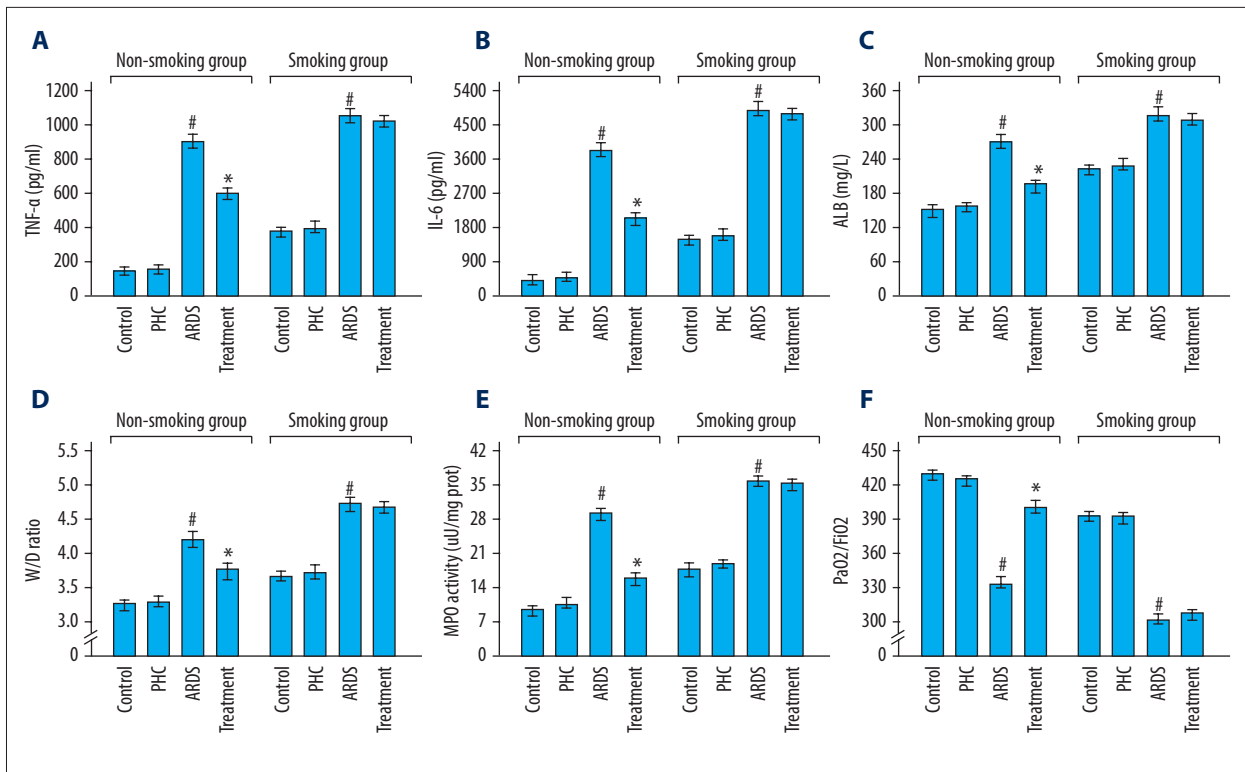 A
Non-smoking group Smoking group
TNF-α (pg/ml)
1200
1000
800
600
400
200
0
# * #
Control PHC ARDS Treatment Control PHC ARDS Treatment
B
Non-smoking group Smoking group
IL-6 (pg/ml)
5400
4500
3600
2700
1800
900
0
# * #
Control PHC ARDS Treatment Control PHC ARDS Treatment
C
Non-smoking group Smoking group
ALB (mg/L)
360
300
240
180
120
60
0
# * #
Control PHC ARDS Treatment Control PHC ARDS Treatment
D
Non-smoking group Smoking group
W/D ratio
5.5
5.0
4.5
4.0
3.5
3.0
0
# * #
Control PHC ARDS Treatment Control PHC ARDS Treatment
E
Non-smoking group Smoking group
MPO activity (uU/mg prot)
42
35
28
21
14
7
0
# * #
Control PHC ARDS Treatment Control PHC ARDS Treatment
F
Non-smoking group Smoking group
PaO2/FiO2
450
420
390
360
330
300
0
# * #
Control PHC ARDS Treatment Control PHC ARDS Treatment